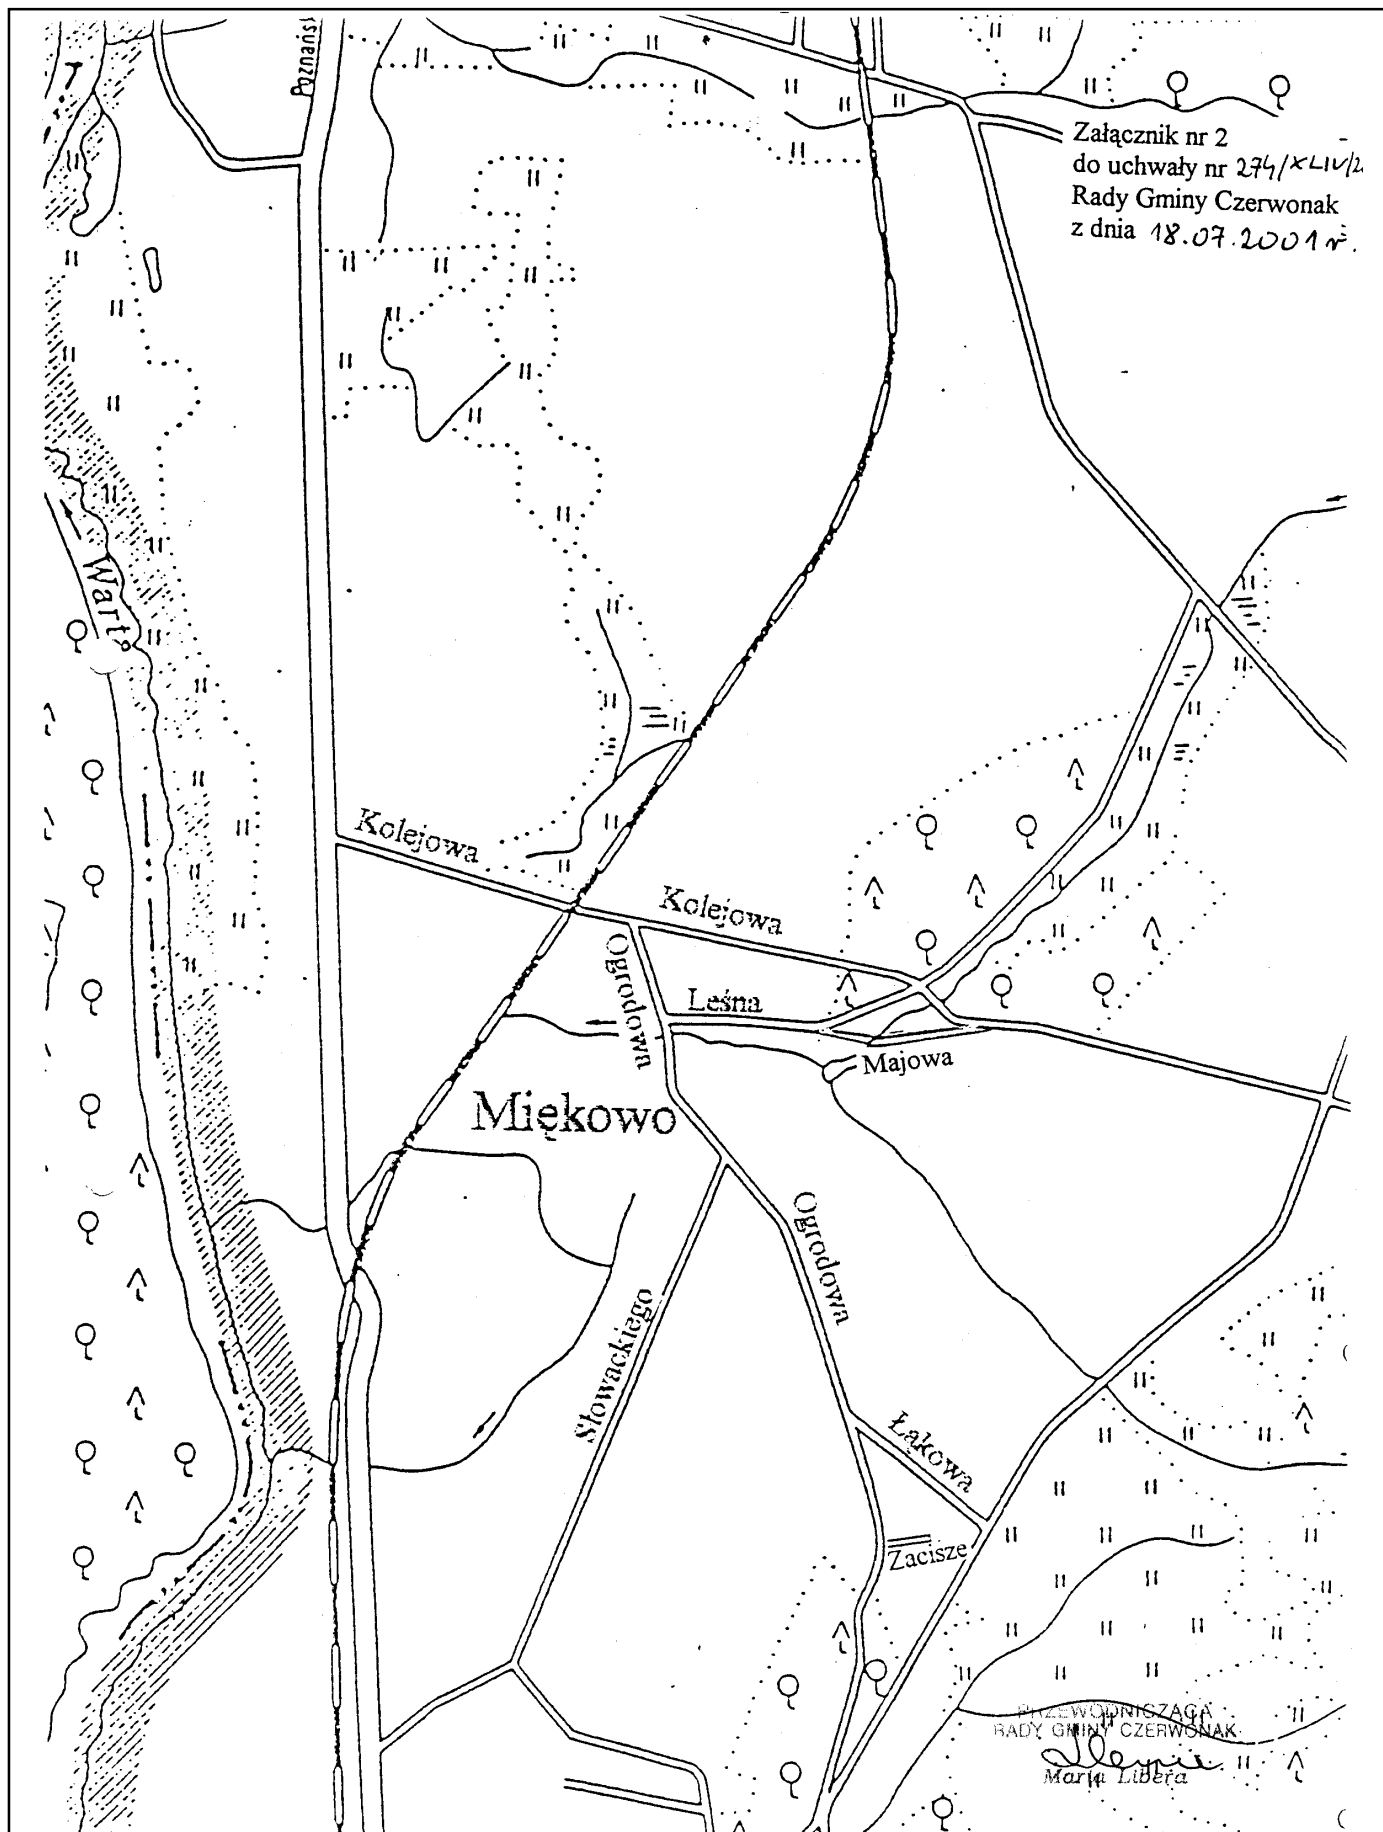 Poznańs
Załącznik nr 2
do uchwały nr 274/XLIV/2
Rady Gminy Czerwonak
z dnia 18.07.2001 r.
Warta
Kolejowa
Kolejowa
Ogrodowa
Leśna
Majowa
Miękowo
Ogrodowa
Słowackiego
Łąkowa
Zacisze
PRZEWODNICZĄCA
RADY GMINY CZERWONAK
Maria Libera